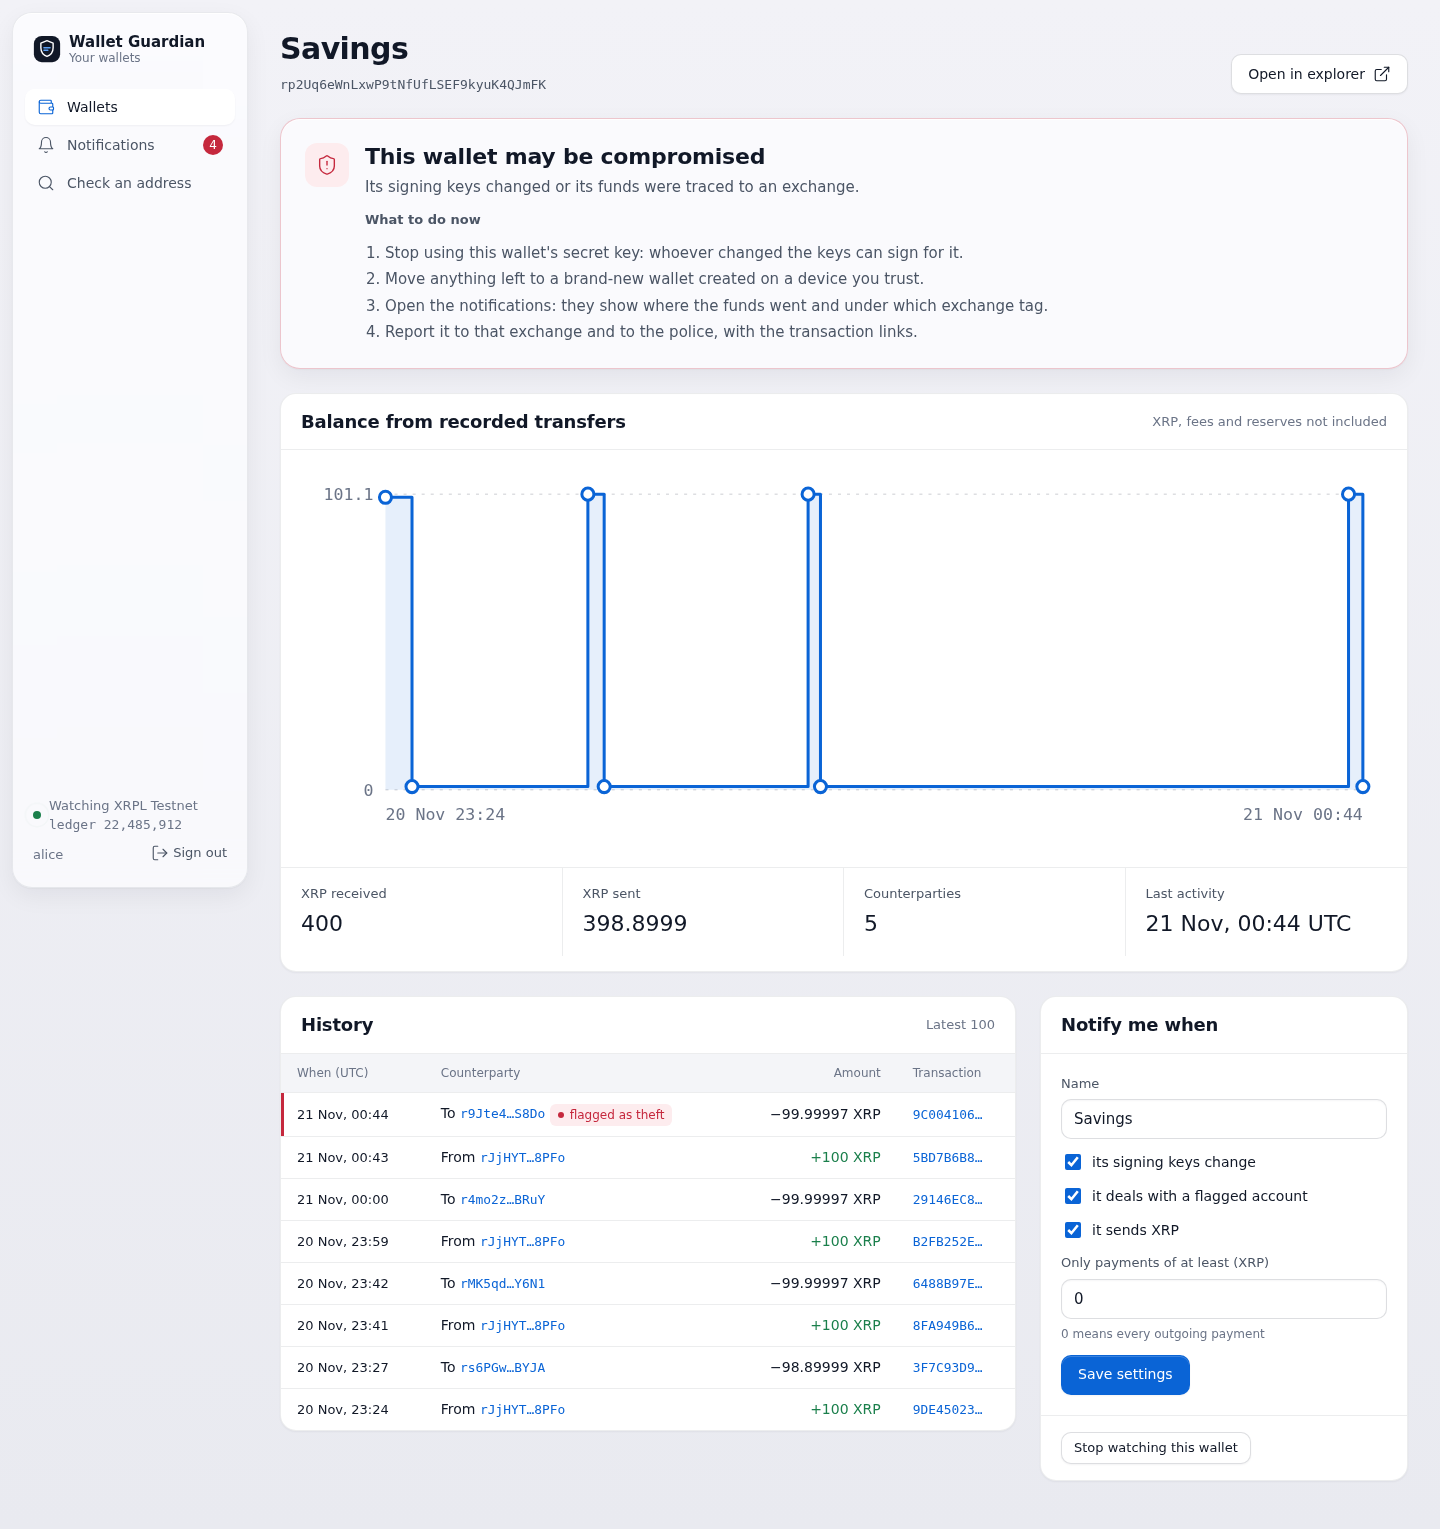 Wallet Guardian
Your wallets
Wallets
Notifications 4
Check an address
Watching XRPL Testnet
ledger 22,485,912
alice Sign out
Savings
rp2Uq6eWnLxwP9tNfUfLSEF9kyuK4QJmFK
Open in explorer
This wallet may be compromised
Its signing keys changed or its funds were traced to an exchange.
What to do now
1. Stop using this wallet's secret key: whoever changed the keys can sign for it.
2. Move anything left to a brand-new wallet created on a device you trust.
3. Open the notifications: they show where the funds went and under which exchange tag.
4. Report it to that exchange and to the police, with the transaction links.
Balance from recorded transfers XRP, fees and reserves not included
101.1
0
20 Nov 23:24 21 Nov 00:44
XRP received XRP sent Counterparties Last activity
400 398.8999 5 21 Nov, 00:44 UTC
History Latest 100
When (UTC) Counterparty Amount Transaction
21 Nov, 00:44 To r9Jte4…S8Do flagged as theft −99.99997 XRP 9C004106…
21 Nov, 00:43 From rJjHYT…8PFo +100 XRP 5BD7B6B8…
21 Nov, 00:00 To r4mo2z…BRuY −99.99997 XRP 29146EC8…
20 Nov, 23:59 From rJjHYT…8PFo +100 XRP B2FB252E…
20 Nov, 23:42 To rMK5qd…Y6N1 −99.99997 XRP 6488B97E…
20 Nov, 23:41 From rJjHYT…8PFo +100 XRP 8FA949B6…
20 Nov, 23:27 To rs6PGw…BYJA −98.89999 XRP 3F7C93D9…
20 Nov, 23:24 From rJjHYT…8PFo +100 XRP 9DE45023…
Notify me when
Name
Savings
its signing keys change
it deals with a flagged account
it sends XRP
Only payments of at least (XRP)
0
0 means every outgoing payment
Save settings
Stop watching this wallet